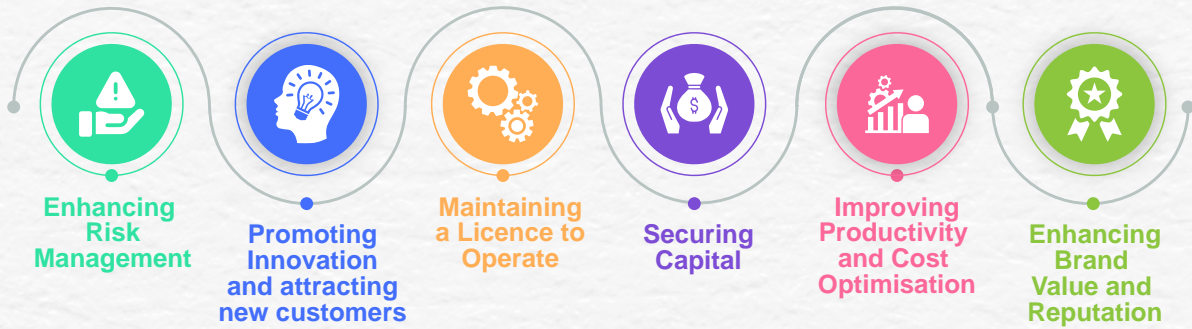 Enhancing
Risk
Management
Promoting
Innovation
and attracting
new customers
Maintaining
a Licence to
Operate
$
Securing
Capital
Improving
Productivity
and Cost
Optimisation
Enhancing
Brand
Value and
Reputation